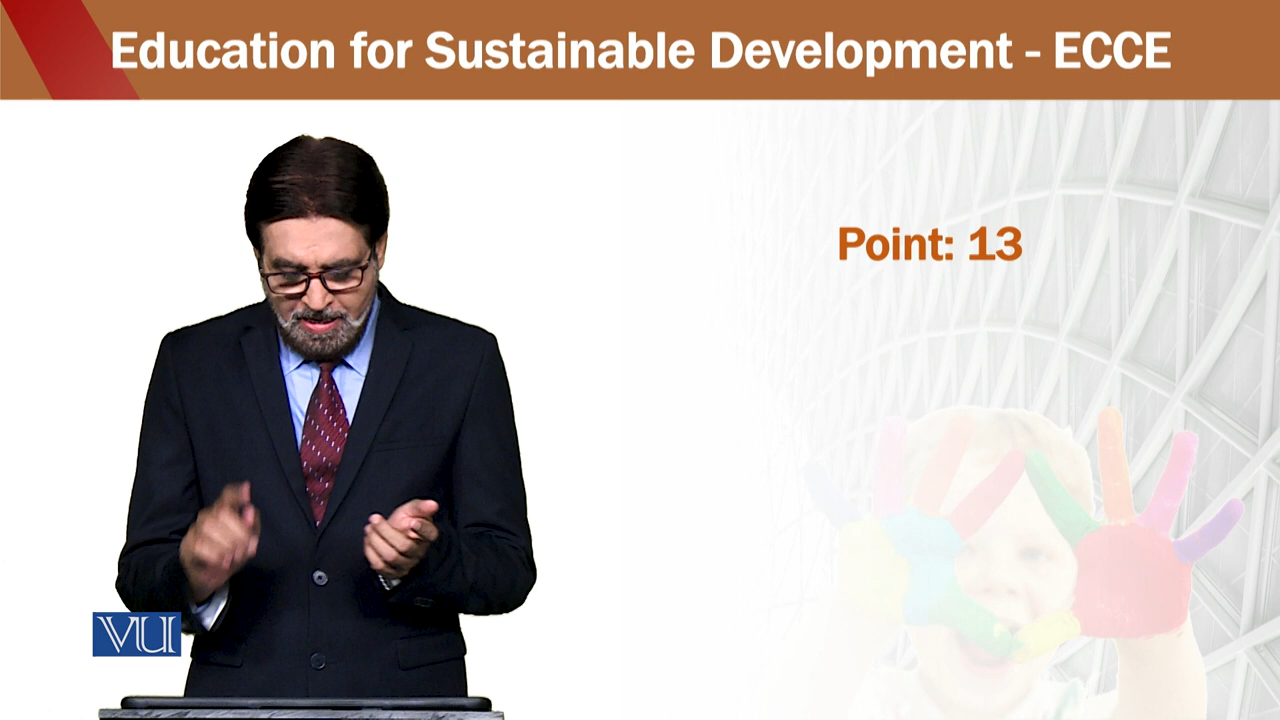 Education for Sustainable Development - ECCE
Point: 13
VU